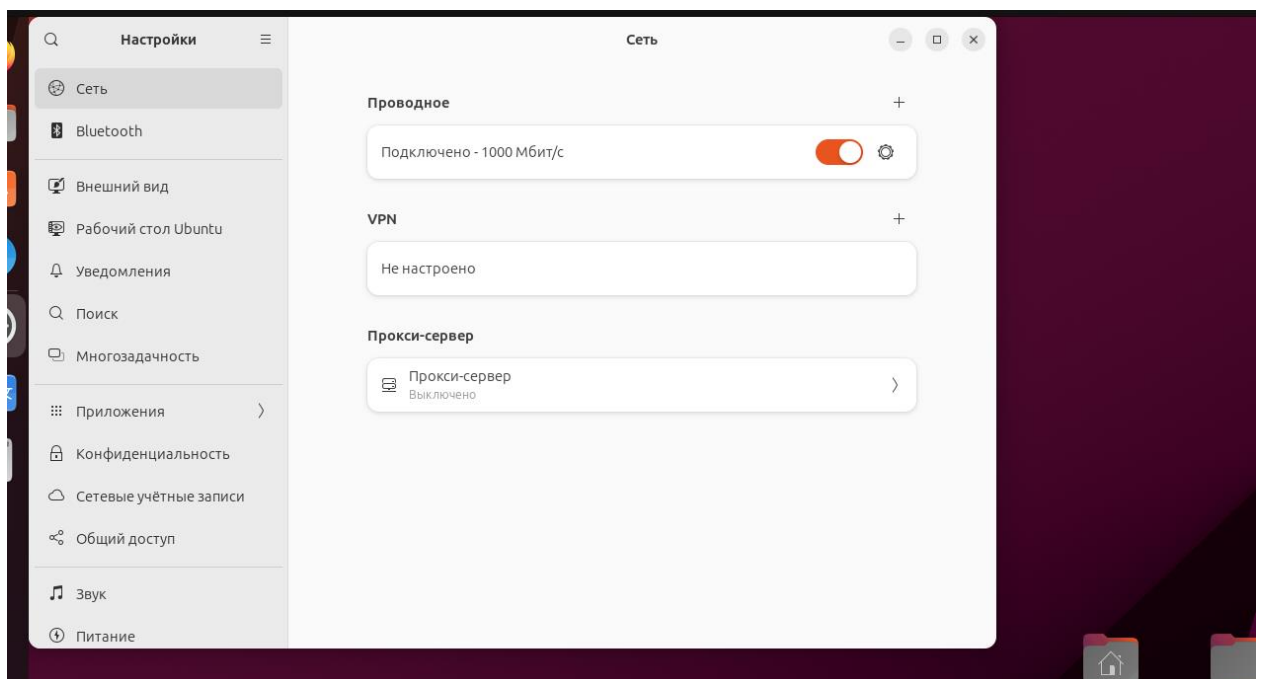 Настройки
Сеть
Bluetooth
Внешний вид
Рабочий стол Ubuntu
Уведомления
Поиск
Многозадачность
Приложения
Конфиденциальность
Сетевые учётные записи
Общий доступ
Звук
Питание
Сеть
Проводное
Подключено - 1000 Мбит/с
VPN
Не настроено
Прокси-сервер
Прокси-сервер
Выключено